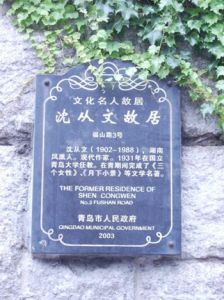 文化名人故居
沈从文故居
福山路3号
沈从文（1902-1988），湖南
凤凰人。现代作家。1931年在国立
青岛大学任教。在青期间完成了《三
个女性》、《月下小景》等文学名著。
THE FORMER RESIDENCE OF
SHEN CONGWEN
No.3 FUSHAN ROAD
青岛市人民政府
QINGDAO MUNICIPAL GOVERNMENT
2003